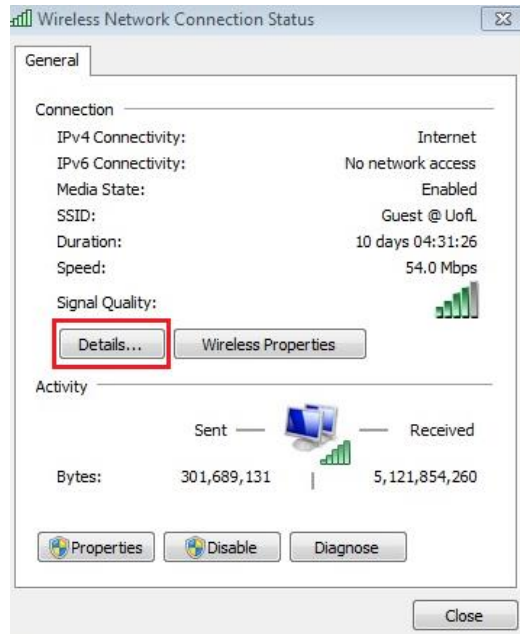 Wireless Network Connection Status
General
Connection
IPv4 Connectivity: Internet
IPv6 Connectivity: No network access
Media State: Enabled
SSID: Guest @ UofL
Duration: 10 days 04:31:26
Speed: 54.0 Mbps
Signal Quality:
Details... Wireless Properties
Activity
Sent Received
Bytes: 301,689,131 5,121,854,260
Properties Disable Diagnose
Close